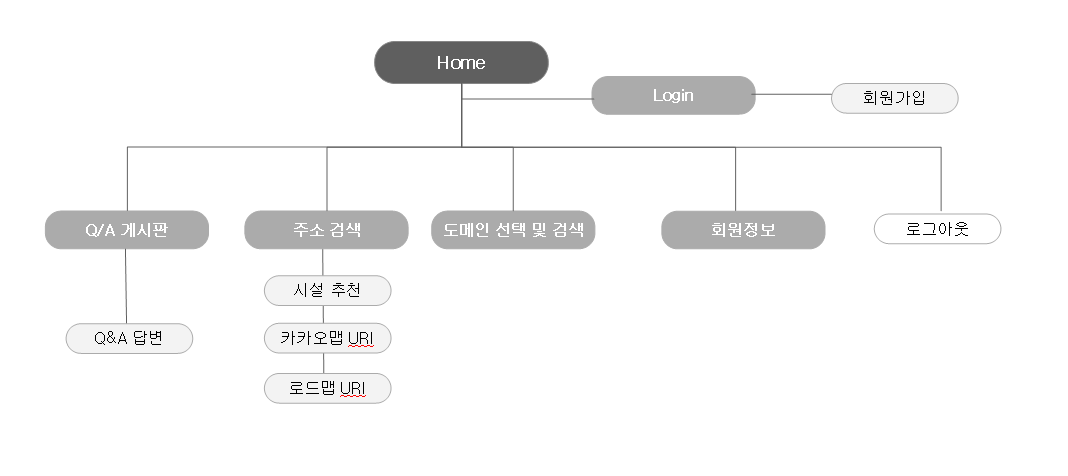 Home
Login
회원가입
Q/A 게시판
주소 검색
도메인 선택 및 검색
회원정보
로그아웃
시설 추천
Q&A 답변
카카오맵 URI
로드맵 URI